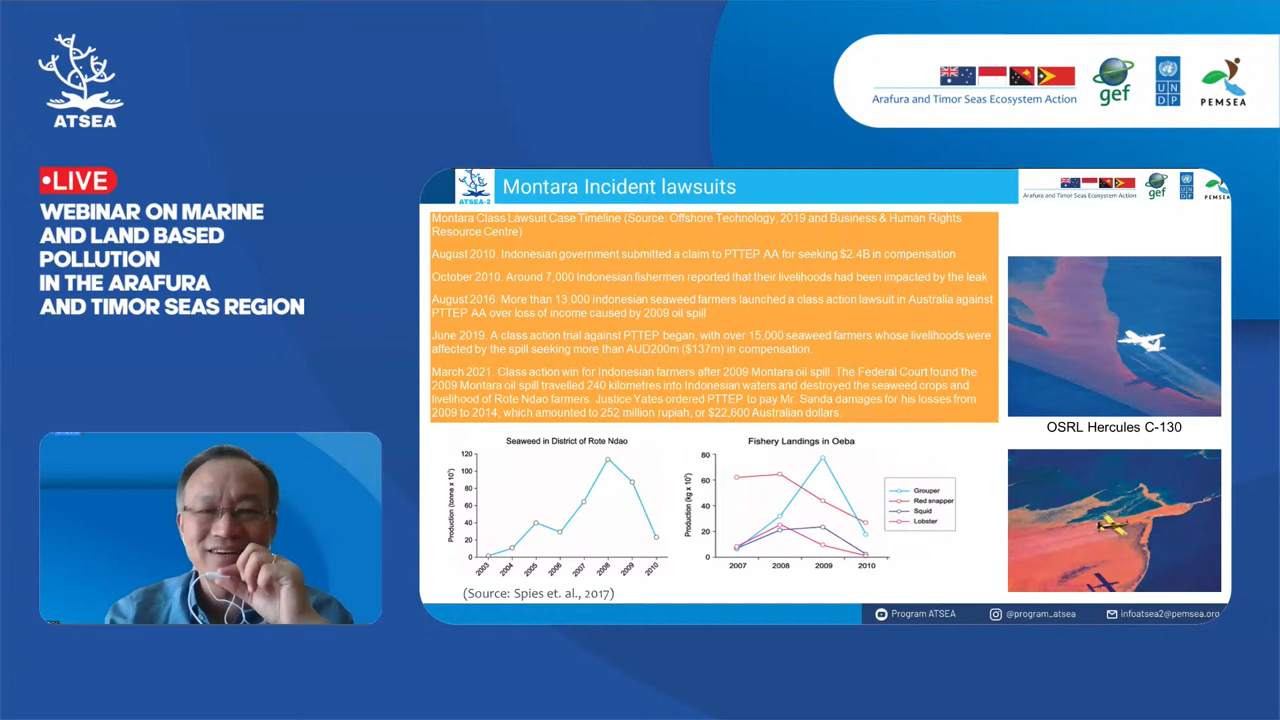 ATSEA
Arafura and Timor Seas Ecosystem Action
gef
U N
D P
PEMSEA
•LIVE
WEBINAR ON MARINE
AND LAND BASED
POLLUTION
IN THE ARAFURA
AND TIMOR SEAS REGION
ATSEA-2
Montara Incident lawsuits
Arafura and Timor Seas Ecosystem Action
gef
U N
D P
PEMSEA
Montara Class Lawsuit Case Timeline (Source: Offshore Technology, 2019 and Business & Human Rights
Resource Centre)
August 2010. Indonesian government submitted a claim to PTTEP AA for seeking $2.4B in compensation
October 2010. Around 7,000 Indonesian fishermen reported that their livelihoods had been impacted by the leak
August 2016. More than 13,000 Indonesian seaweed farmers launched a class action lawsuit in Australia against
PTTEP AA over loss of income caused by 2009 oil spill
June 2019. A class action trial against PTTEP began, with over 15,000 seaweed farmers whose livelihoods were
affected by the spill seeking more than AUD200m ($137m) in compensation.
March 2021. Class action win for Indonesian farmers after 2009 Montara oil spill. The Federal Court found the
2009 Montara oil spill travelled 240 kilometres into Indonesian waters and destroyed the seaweed crops and
livelihood of Rote Ndao farmers. Justice Yates ordered PTTEP to pay Mr. Sanda damages for his losses from
2009 to 2014, which amounted to 252 million rupiah, or $22,600 Australian dollars.
OSRL Hercules C-130
Seaweed in District of Rote Ndao
Production (tonne x 10³)
120
100
80
60
40
20
0
2003 2004 2005 2006 2007 2008 2009 2010
Fishery Landings in Oeba
Production (kg x 10³)
80
60
40
20
0
2007 2008 2009 2010
Grouper
Red snapper
Squid
Lobster
(Source: Spies et. al., 2017)
Program ATSEA
@program_atsea
infoatsea2@pemsea.org